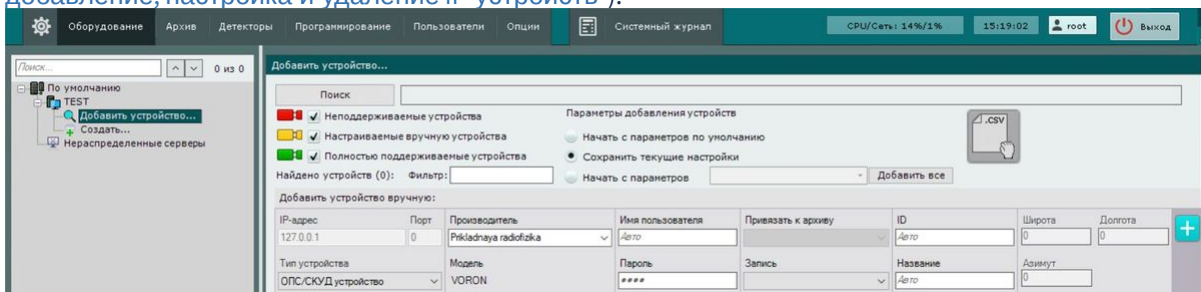 добавление, настройка и удаление IP-устройств").
Оборудование Архив Детекторы Программирование Пользователи Опции Системный журнал CPU/Сеть: 14%/1% 15:19:02 root Выход
Поиск... 0 из 0
По умолчанию
TEST
Добавить устройство...
Создать...
Нераспределенные серверы
Добавить устройство...
Поиск
Неподдерживаемые устройства
Настраиваемые вручную устройства
Полностью поддерживаемые устройства
Найдено устройств (0): Фильтр:
Параметры добавления устройств
Начать с параметров по умолчанию
Сохранить текущие настройки
Начать с параметров Добавить все
.CSV
Добавить устройство вручную:
IP-адрес Порт Производитель Имя пользователя Привязать к архиву ID Широта Долгота
127.0.0.1 0 Prikladnaya radiofizika Авто Авто 0 0
Тип устройства Модель Пароль Запись Название Азимут
ОПС/СКУД устройство VORON **** Авто 0